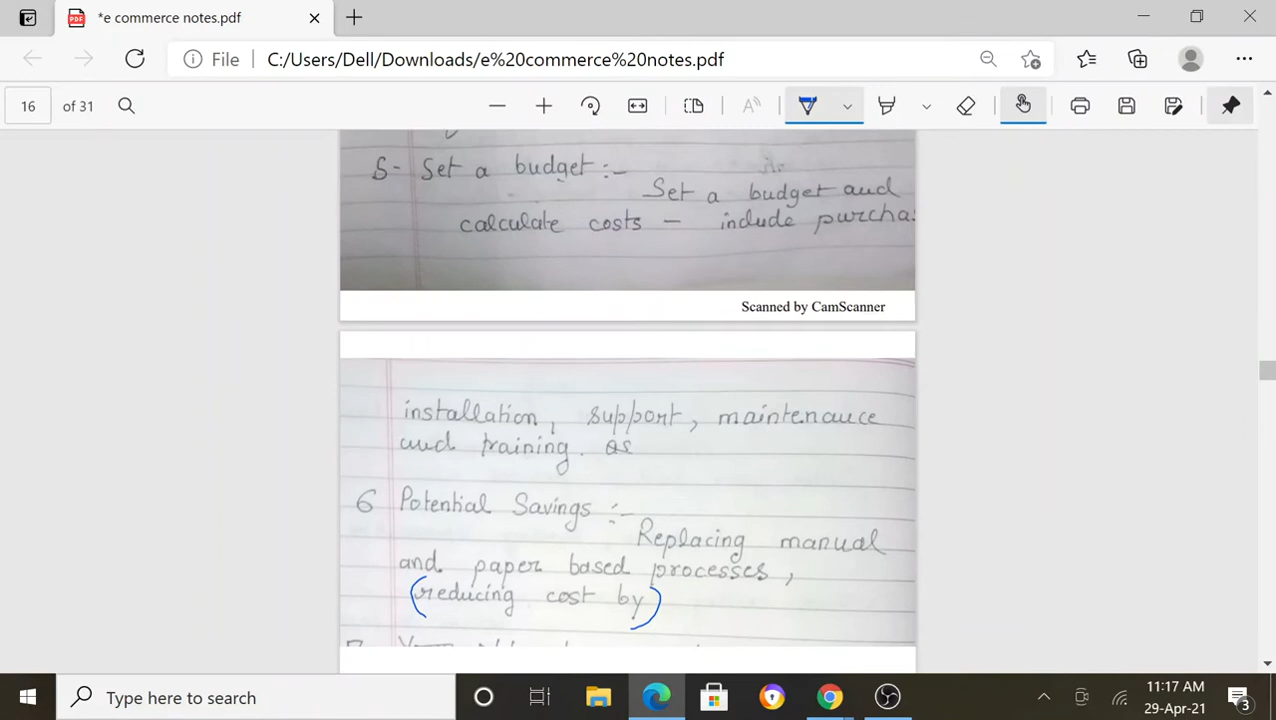 *e commerce notes.pdf
File
C:/Users/Dell/Downloads/e%20commerce%20notes.pdf
16 of 31
5- Set a budget :-
Set a budget and
calculate costs - include purcha
Scanned by CamScanner
installation, support, maintenance
and training. as
6 Potential Savings :-
Replacing manual
and paper based processes,
(reducing cost by)
Type here to search
11:17 AM
29-Apr-21
3